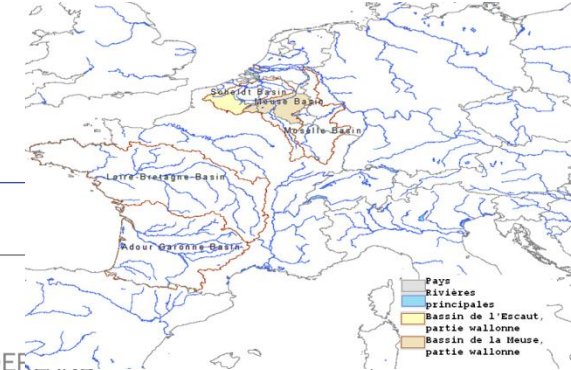 Scheldt Basin
Meuse Basin
Moselle Basin
Loire-Bretagne-Basin
Adour Garonne Basin
Pays
Rivières
principales
Bassin de l'Escaut,
partie wallonne
Bassin de la Meuse,
partie wallonne